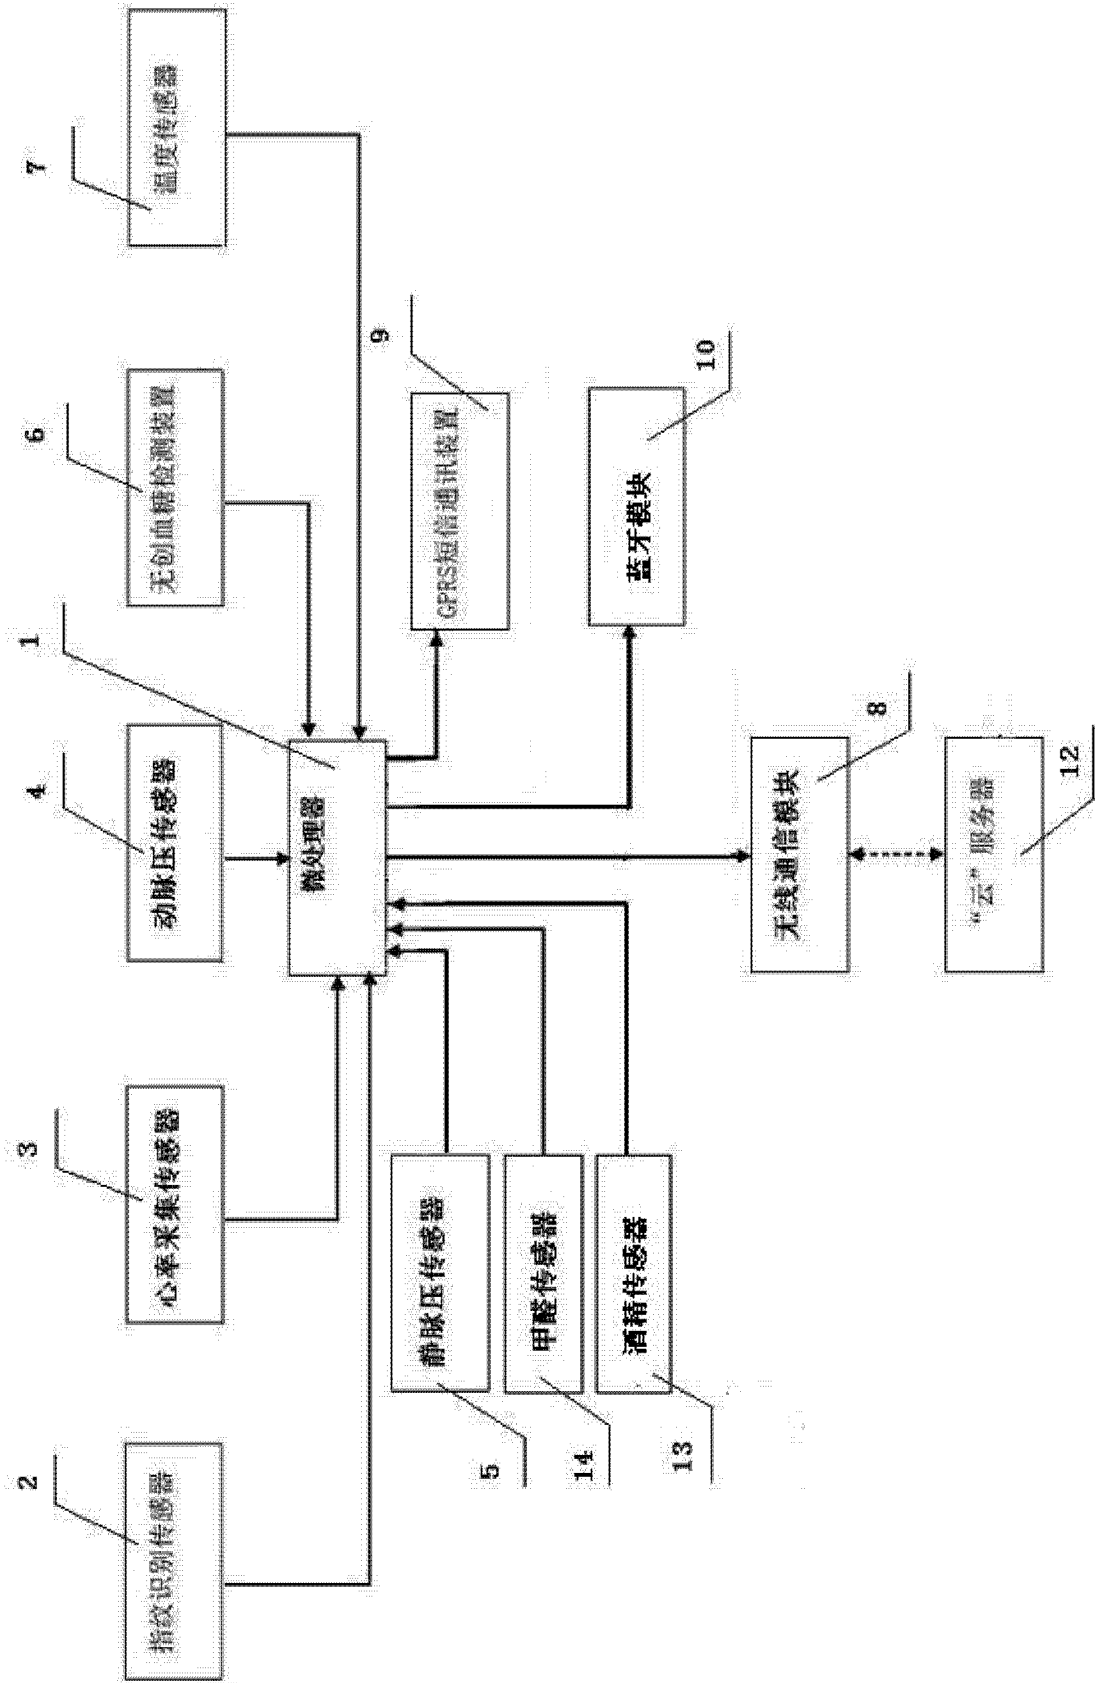 2
指纹识别传感器
3
心率采集传感器
4
动脉压传感器
6
无创血糖检测装置
7
温度传感器
1
微处理器
5
静脉压传感器
14
甲醛传感器
13
酒精传感器
9
GPRS短信通讯装置
10
蓝牙模块
8
无线通信模块
12
“云”服务器